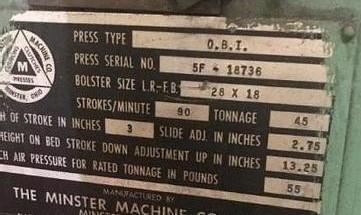 MACHINE CO
M
PRESSES
MINSTER, OHIO
PRESS TYPE O.B.I.
PRESS SERIAL NO. 5F - 18736
BOLSTER SIZE L.R.-F.B. 28 X 18
STROKES/MINUTE 90 TONNAGE 45
OF STROKE IN INCHES 3 SLIDE ADJ. IN INCHES 2.75
HEIGHT ON BED STROKE DOWN ADJUSTMENT UP IN INCHES 13.25
AIR PRESSURE FOR RATED TONNAGE IN POUNDS 55
MANUFACTURED BY
THE MINSTER MACHINE CO